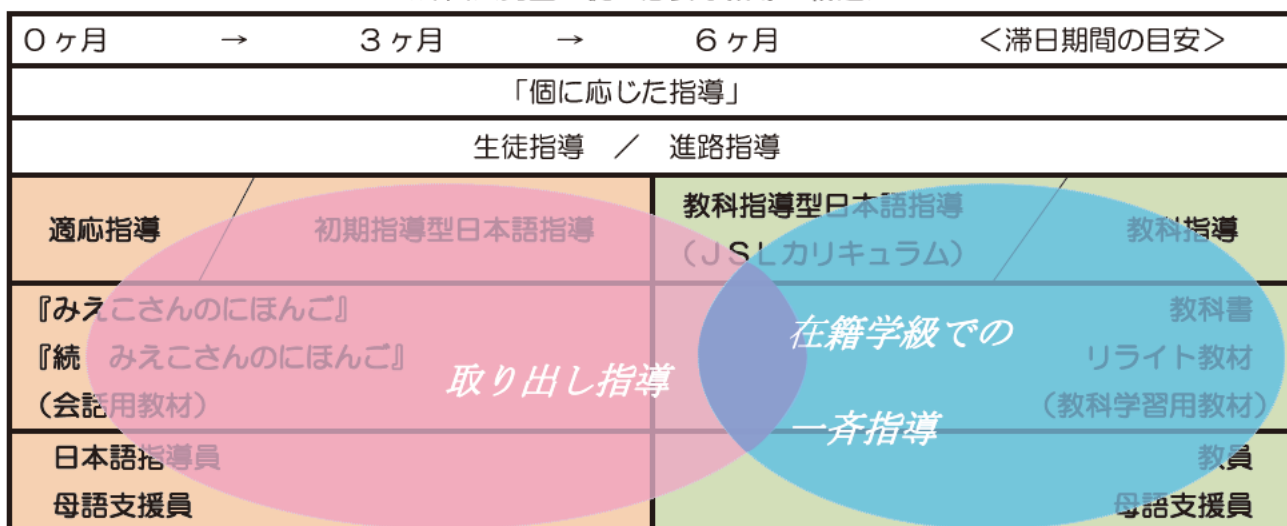 0ヶ月 → 3ヶ月 → 6ヶ月 <滞日期間の目安>
「個に応じた指導」
生徒指導 / 進路指導
適応指導
初期指導型日本語指導
教科指導型日本語指導
(JSLカリキュラム)
教科指導
『みえこさんのにほんご』
『続 みえこさんのにほんご』
(会話用教材)
取り出し指導
在籍学級での
一斉指導
教科書
リライト教材
(教科学習用教材)
日本語指導員
母語支援員
教員
母語支援員